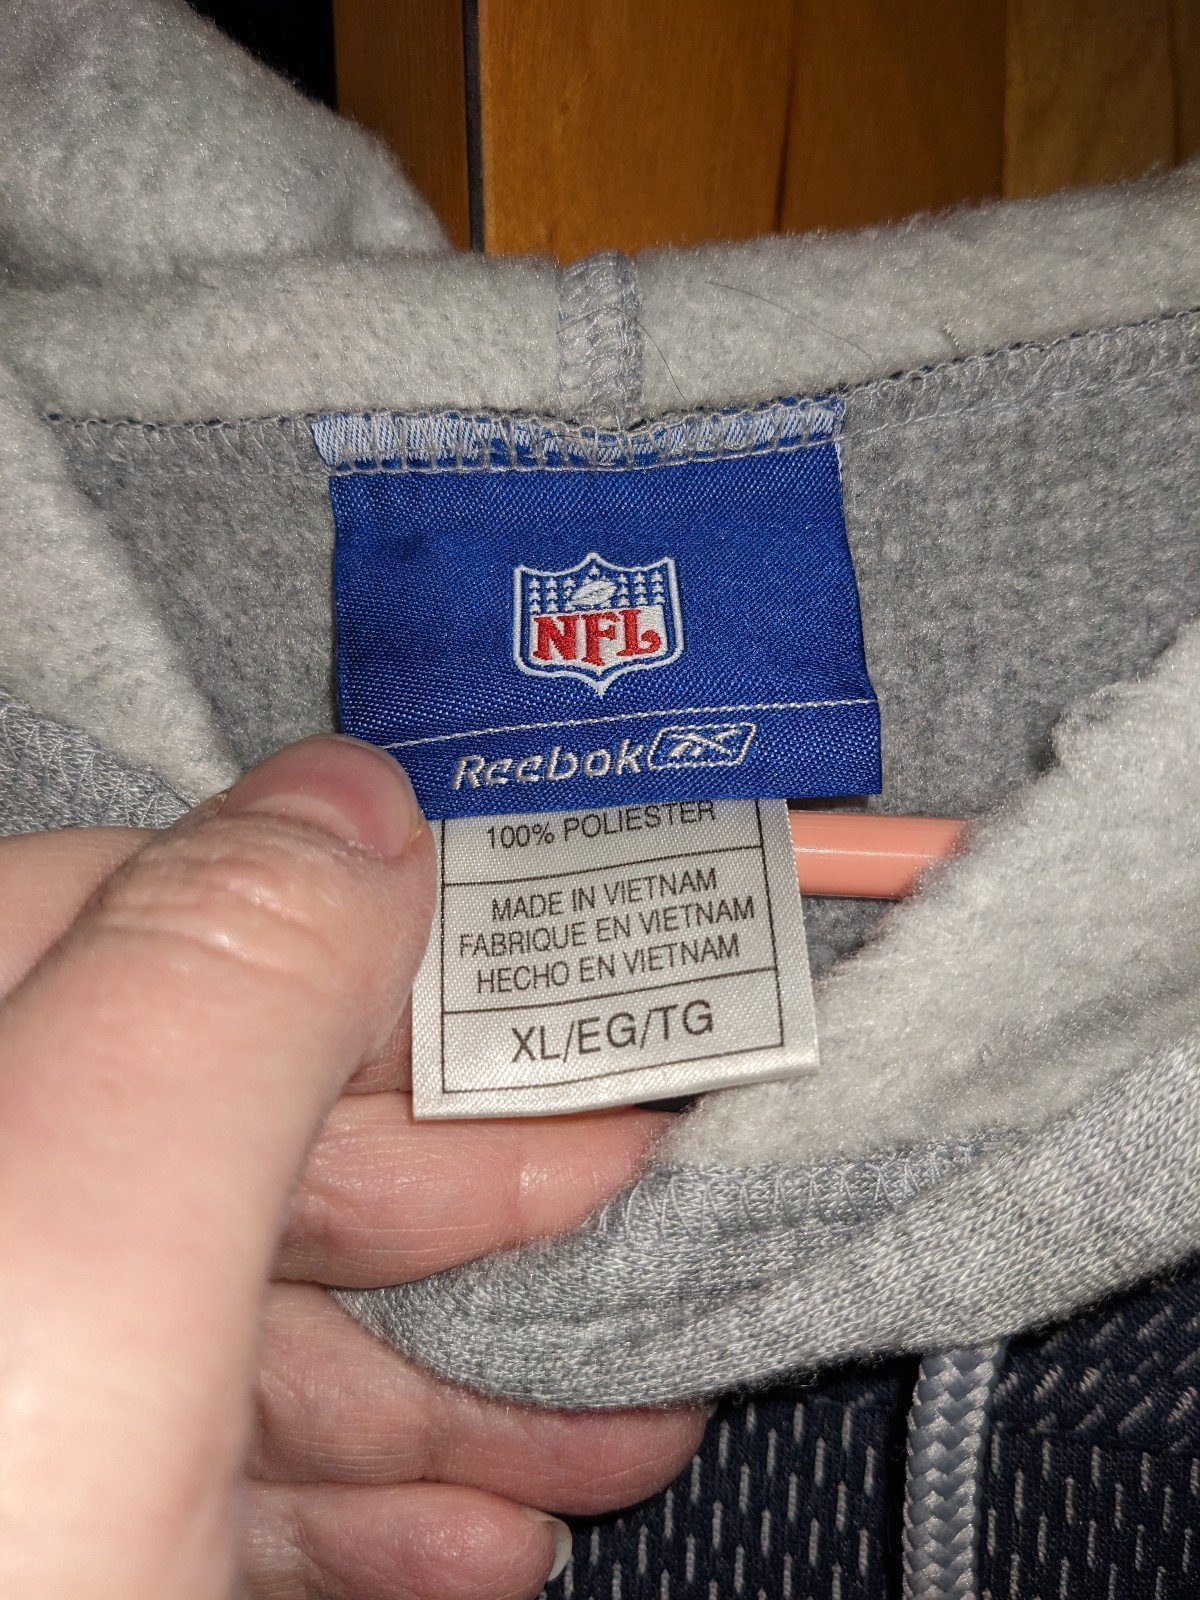 NFL
Reebok
100% POLIESTER
MADE IN VIETNAM
FABRIQUE EN VIETNAM
HECHO EN VIETNAM
XL/EG/TG